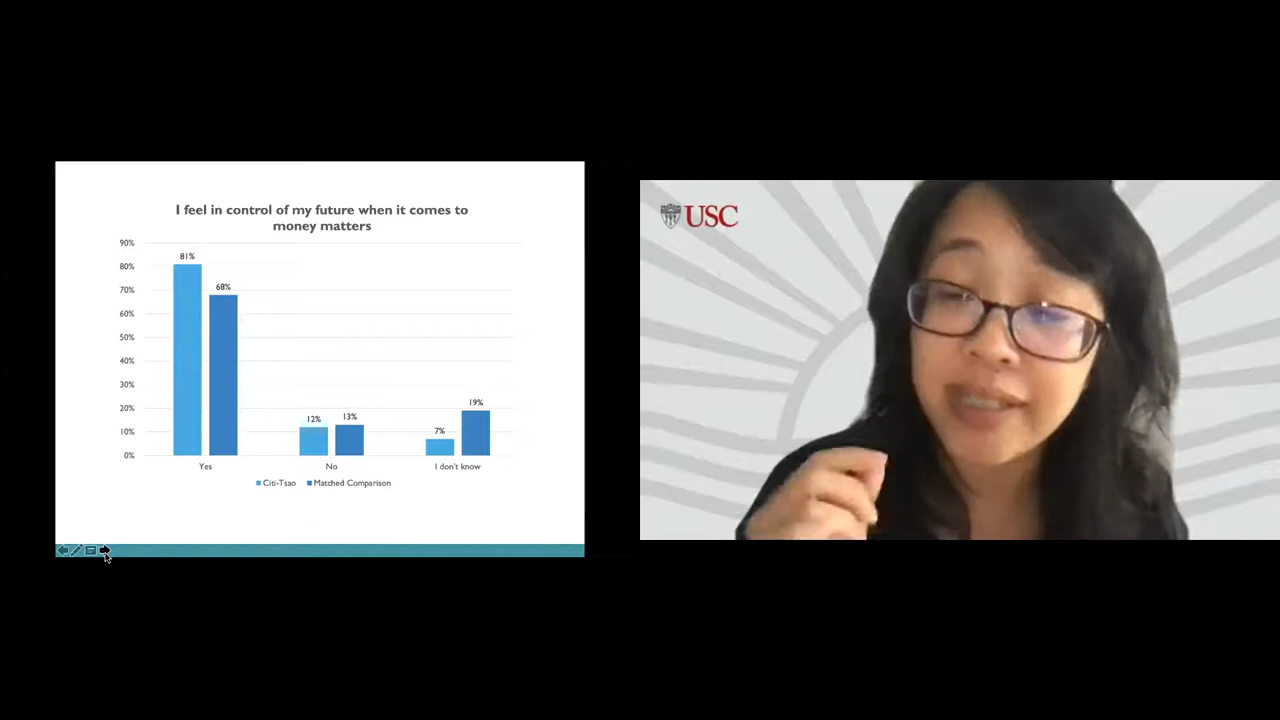 I feel in control of my future when it comes to
money matters
90%
80%
70%
60%
50%
40%
30%
20%
10%
0%
81%
68%
12%
13%
7%
19%
Yes
No
I don't know
Citi-Tsao
Matched Comparison
USC